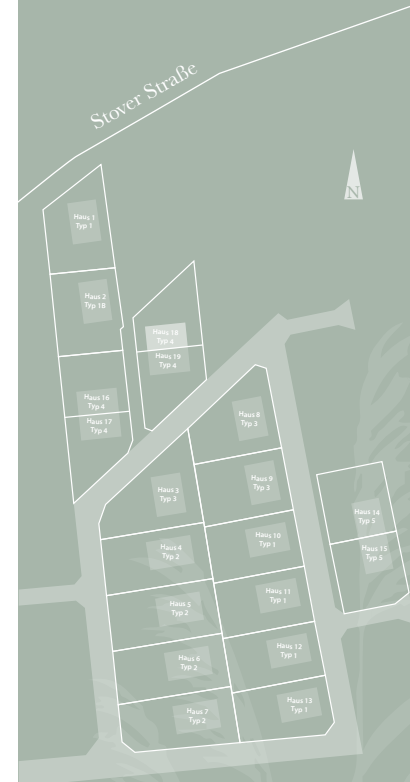 Stover Straße
N
Haus 1
Typ 1
Haus 2
Typ 1B
Haus 18
Typ 4
Haus 19
Typ 4
Haus 16
Typ 4
Haus 17
Typ 4
Haus 8
Typ 3
Haus 3
Typ 3
Haus 9
Typ 3
Haus 14
Typ 5
Haus 10
Typ 1
Haus 4
Typ 2
Haus 15
Typ 5
Haus 11
Typ 1
Haus 5
Typ 2
Haus 12
Typ 1
Haus 6
Typ 2
Haus 13
Typ 1
Haus 7
Typ 2